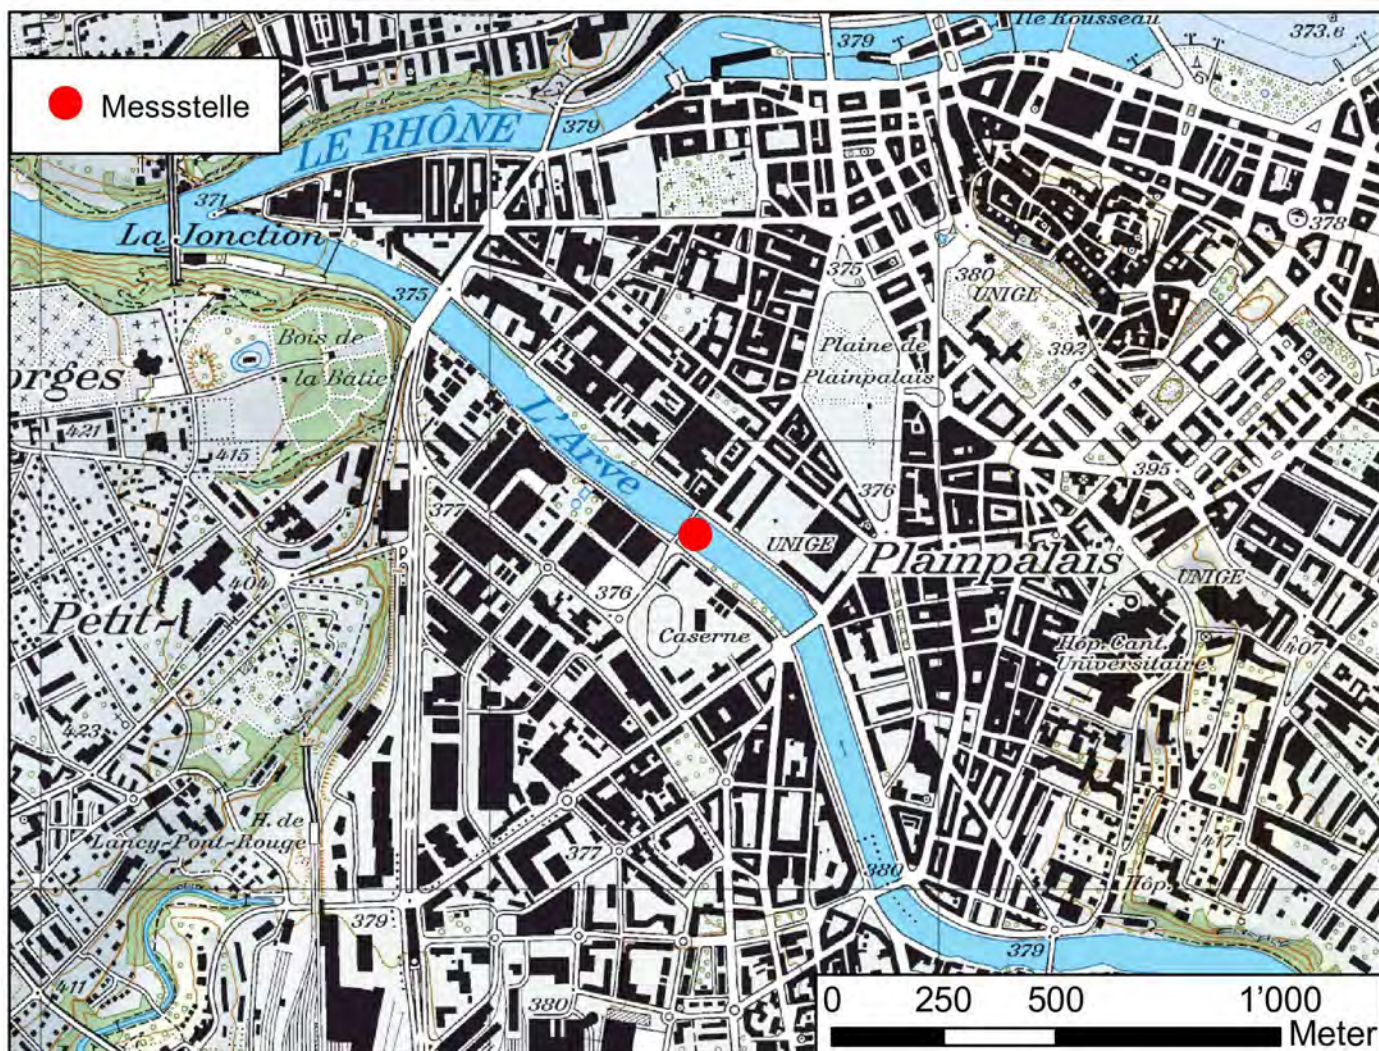 Ile Rousseau
373.6
379
Messstelle
LE RHÔNE
379
371
La Jonction
378
375
380
UNIGE
375
Bois de
la Bâtie
Plaine de
Plainpalais
392
orges
421
415
L'Arve
395
376
377
UNIGE
Plainpalais
UNIGE
404
376
Petit-
Caserne
Hôp. Cant.
Universitaire
407
423
H. de
Lancy-Pont-Rouge
377
417
380
Hôp.
379
379
411
380
0 250 500 1'000
Meter